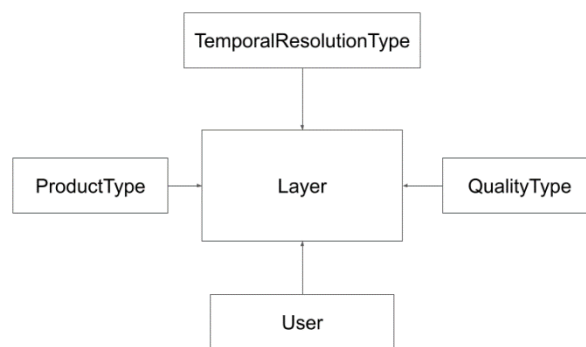 TemporalResolutionType
ProductType
Layer
QualityType
User